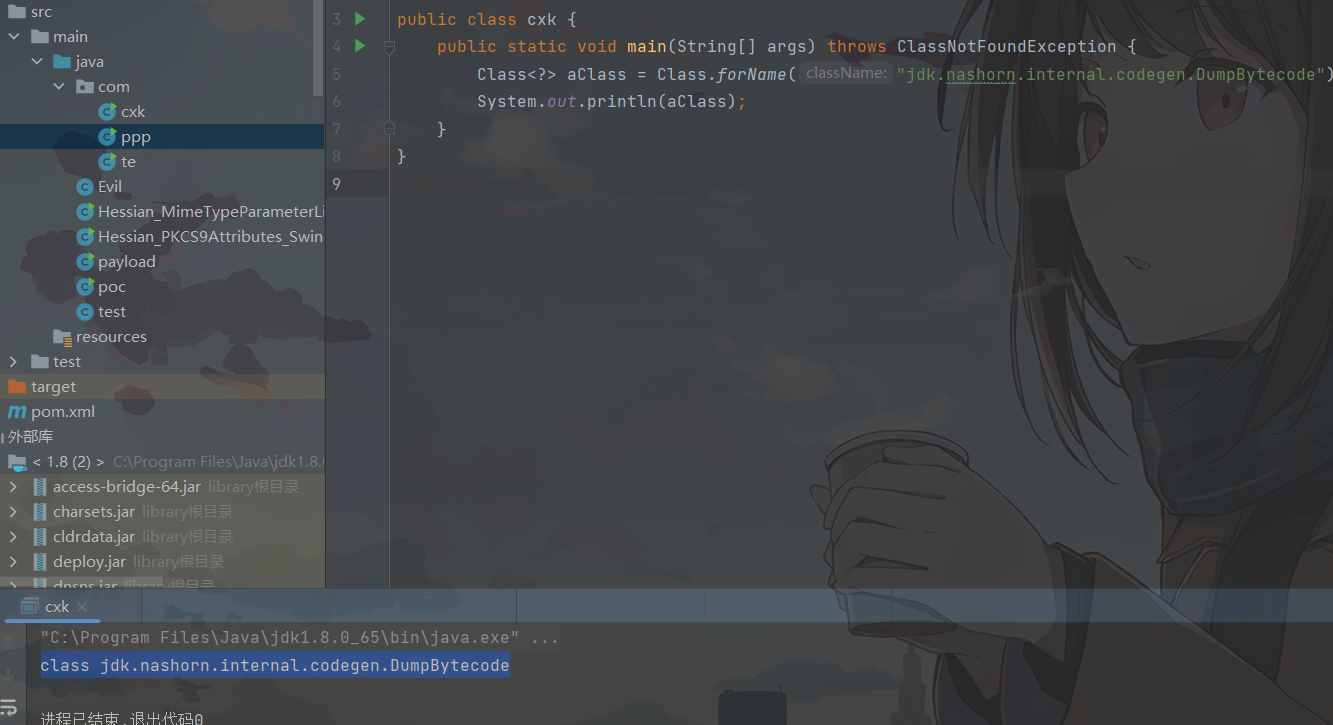 src
main
java
com
cxk
ppp
te
Evil
Hessian_MimeTypeParameterLi
Hessian_PKCS9Attributes_Swin
payload
poc
test
resources
test
target
pom.xml
外部库
< 1.8 (2) > C:\Program Files\Java\jdk1.8.0
access-bridge-64.jar library根目录
charsets.jar library根目录
cldrdata.jar library根目录
deploy.jar library根目录
dnsns.jar library根目录
3 public class cxk {
4 public static void main(String[] args) throws ClassNotFoundException {
5 Class<?> aClass = Class.forName( className: "jdk.nashorn.internal.codegen.DumpBytecode")
6 System.out.println(aClass);
7 }
8 }
9
cxk
"C:\Program Files\Java\jdk1.8.0_65\bin\java.exe" ...
class jdk.nashorn.internal.codegen.DumpBytecode
进程已结束,退出代码0